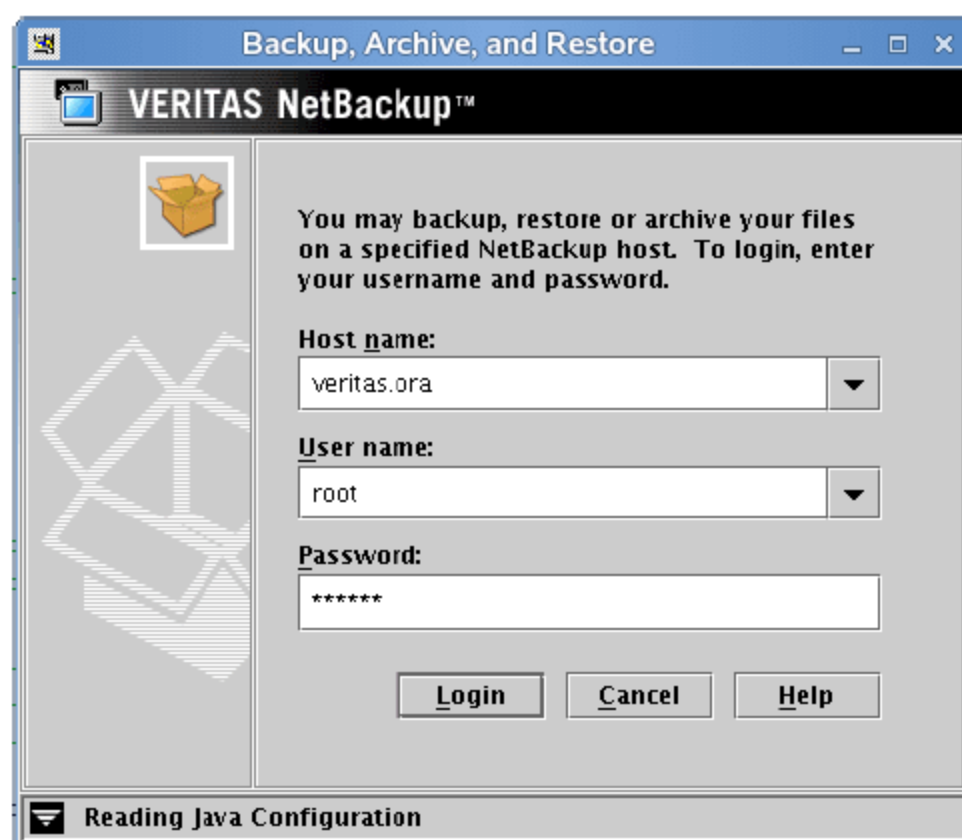 Backup, Archive, and Restore
VERITAS NetBackup™
You may backup, restore or archive your files
on a specified NetBackup host. To login, enter
your username and password.
Host name:
veritas.ora
User name:
root
Password:
******
Login Cancel Help
Reading Java Configuration